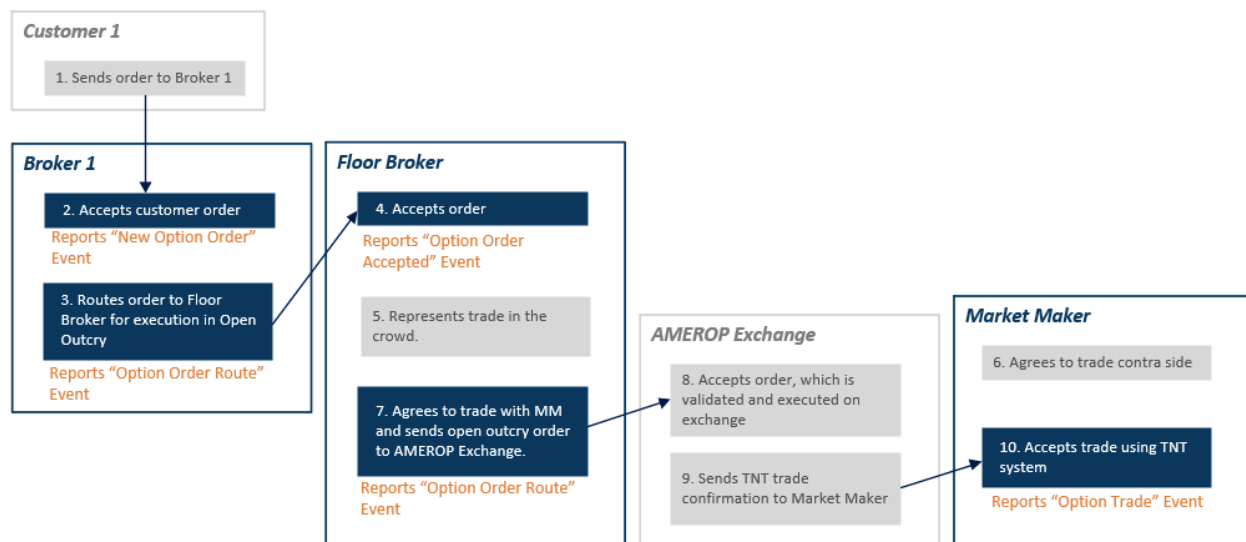 Customer 1
1. Sends order to Broker 1
Broker 1
2. Accepts customer order
Reports “New Option Order”
Event
3. Routes order to Floor
Broker for execution in Open
Outcry
Reports “Option Order Route”
Event
Floor Broker
4. Accepts order
Reports “Option Order
Accepted” Event
5. Represents trade in the
crowd.
7. Agrees to trade with MM
and sends open outcry order
to AMEROP Exchange.
Reports “Option Order Route”
Event
AMEROP Exchange
8. Accepts order, which is
validated and executed on
exchange
9. Sends TNT trade
confirmation to Market Maker
Market Maker
6. Agrees to trade contra side
10. Accepts trade using TNT
system
Reports “Option Trade” Event